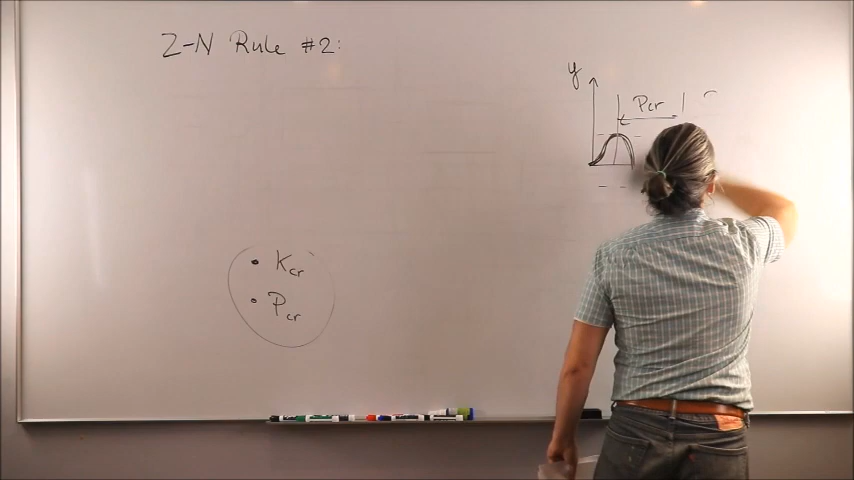 Z-N Rule #2:
y
Pcr
• Kcr
• Pcr